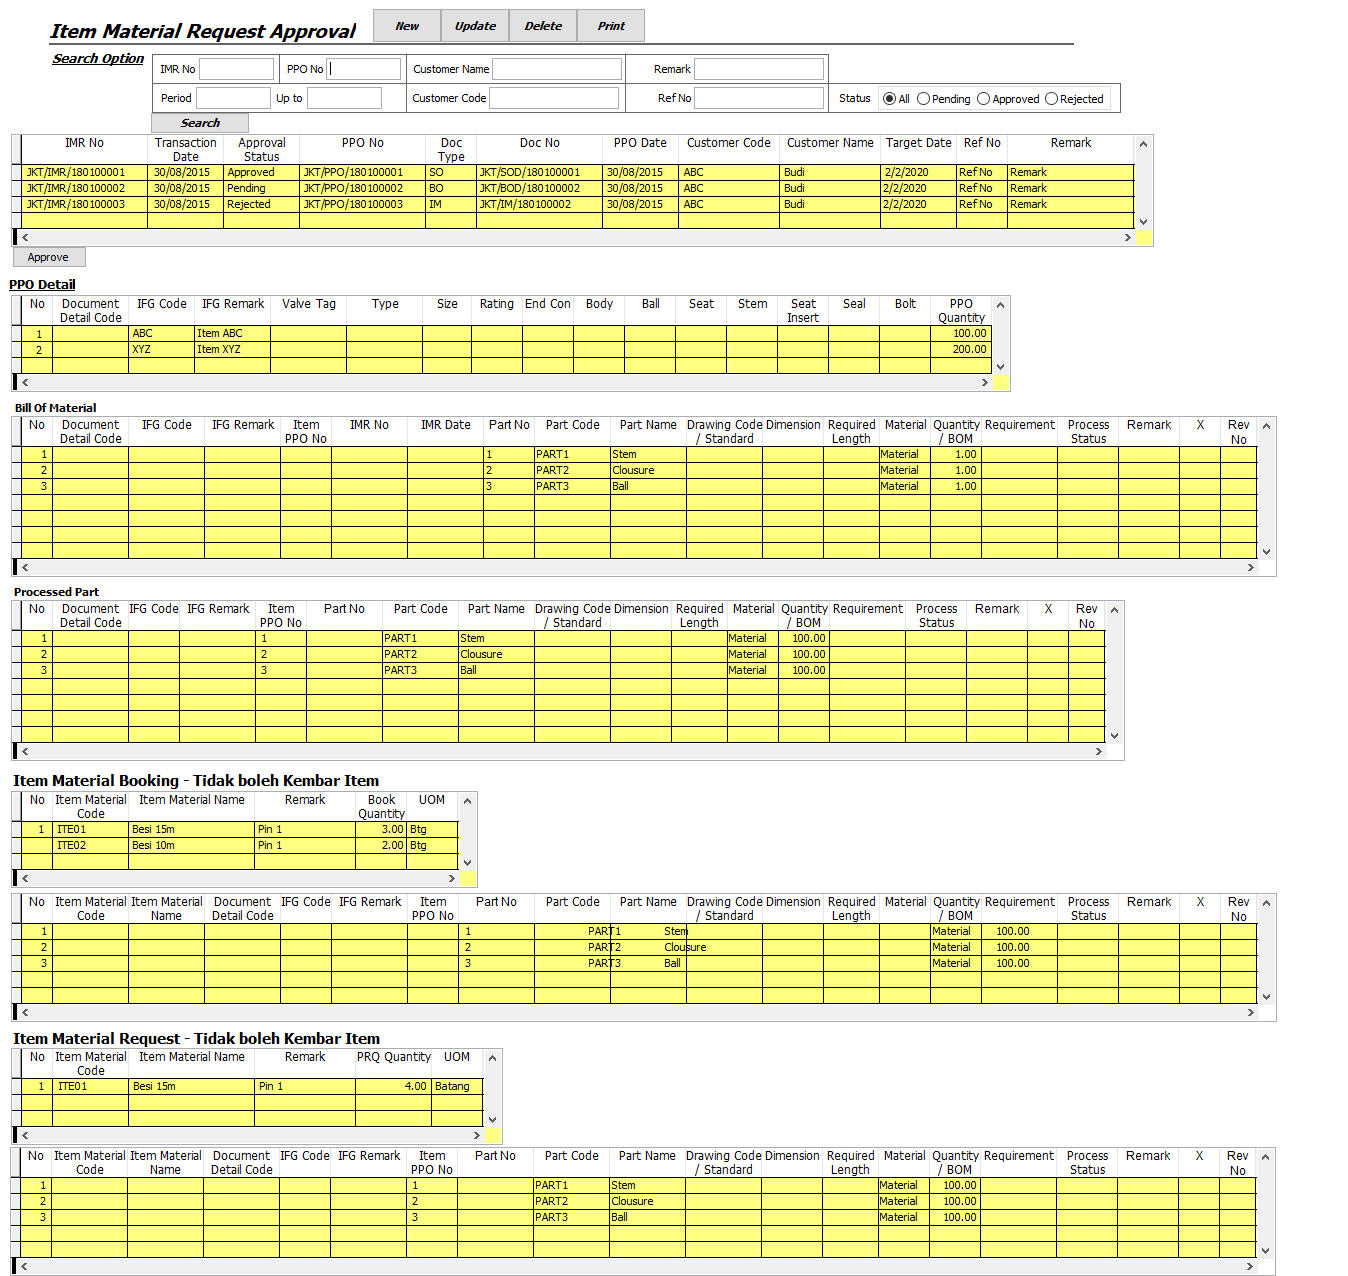 Item Material Request Approval New Update Delete Print
Search Option
IMR No PPO No Customer Name Remark
Period Up to Customer Code Ref No Status All Pending Approved Rejected
Search
IMR No Transaction Date Approval Status PPO No Doc Type Doc No PPO Date Customer Code Customer Name Target Date Ref No Remark
JKT/IMR/180100001 30/08/2015 Approved JKT/PPO/180100001 SO JKT/SOD/180100001 30/08/2015 ABC Budi 2/2/2020 Ref No Remark
JKT/IMR/180100002 30/08/2015 Pending JKT/PPO/180100002 BO JKT/BOD/180100002 30/08/2015 ABC Budi 2/2/2020 Ref No Remark
JKT/IMR/180100003 30/08/2015 Rejected JKT/PPO/180100003 IM JKT/IM/180100002 30/08/2015 ABC Budi 2/2/2020 Ref No Remark
Approve
PPO Detail
No Document Detail Code IFG Code IFG Remark Valve Tag Type Size Rating End Con Body Ball Seat Stem Seat Insert Seal Bolt PPO Quantity
1 ABC Item ABC 100.00
2 XYZ Item XYZ 200.00
Bill Of Material
No Document Detail Code IFG Code IFG Remark Item PPO No IMR No IMR Date Part No Part Code Part Name Drawing Code / Standard Dimension Required Length Material Quantity / BOM Requirement Process Status Remark X Rev No
1 1 PART1 Stem Material 1.00
2 2 PART2 Clousure Material 1.00
3 3 PART3 Ball Material 1.00
Processed Part
No Document Detail Code IFG Code IFG Remark Item PPO No Part No Part Code Part Name Drawing Code / Standard Dimension Required Length Material Quantity / BOM Requirement Process Status Remark X Rev No
1 1 PART1 Stem Material 100.00
2 2 PART2 Clousure Material 100.00
3 3 PART3 Ball Material 100.00
Item Material Booking - Tidak boleh Kembar Item
No Item Material Code Item Material Name Remark Book Quantity UOM
1 ITE01 Besi 15m Pin 1 3.00 Btg
ITE02 Besi 10m Pin 1 2.00 Btg
No Item Material Code Item Material Name Document Detail Code IFG Code IFG Remark Item PPO No Part No Part Code Part Name Drawing Code / Standard Dimension Required Length Material Quantity / BOM Requirement Process Status Remark X Rev No
1 1 PART1 Stem Material 100.00
2 2 PART2 Clousure Material 100.00
3 3 PART3 Ball Material 100.00
Item Material Request - Tidak boleh Kembar Item
No Item Material Code Item Material Name Remark PRQ Quantity UOM
1 ITE01 Besi 15m Pin 1 4.00 Batang
No Item Material Code Item Material Name Document Detail Code IFG Code IFG Remark Item PPO No Part No Part Code Part Name Drawing Code / Standard Dimension Required Length Material Quantity / BOM Requirement Process Status Remark X Rev No
1 1 PART1 Stem Material 100.00
2 2 PART2 Clousure Material 100.00
3 3 PART3 Ball Material 100.00